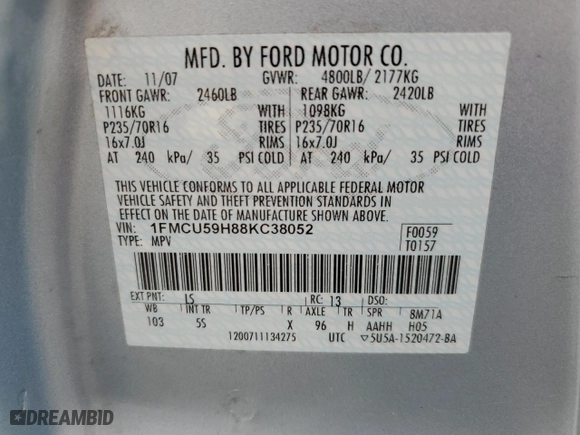 MFD. BY FORD MOTOR CO.
DATE: 11/07 GVWR: 4800LB/ 2177KG
FRONT GAWR: 2460LB REAR GAWR: 2420LB
1116KG WITH 1098KG WITH
P235/70R16 TIRES P235/70R16 TIRES
16x7.0J RIMS 16x7.0J RIMS
AT 240 kPa/ 35 PSI COLD AT 240 kPa/ 35 PSI COLD
THIS VEHICLE CONFORMS TO ALL APPLICABLE FEDERAL MOTOR
VEHICLE SAFETY AND THEFT PREVENTION STANDARDS IN
EFFECT ON THE DATE OF MANUFACTURE SHOWN ABOVE.
VIN: 1FMCU59H88KC38052 F0059
TYPE: MPV T0157
EXT PNT: LS RC: 13 DSO:
WB INT TR TP/PS R AXLE TR SPR 8M71A
103 5S X 96 H AAHH H05
1200711134275 UTC ▽5U5A-1520472-BA
DREAMBID